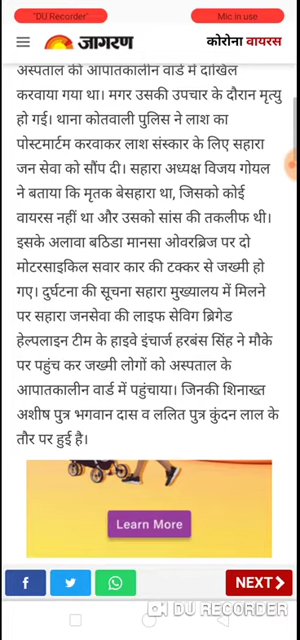 'DU Recorder'
Mic in use
जागरण
कोरोना वायरस
अस्पताल की आपातकालीन वार्ड में दाखिल
करवाया गया था। मगर उसकी उपचार के दौरान मृत्यु
हो गई। थाना कोतवाली पुलिस ने लाश का
पोस्टमार्टम करवाकर लाश संस्कार के लिए सहारा
जन सेवा को सौंप दी। सहारा अध्यक्ष विजय गोयल
ने बताया कि मृतक बेसहारा था, जिसको कोई
वायरस नहीं था और उसको सांस की तकलीफ थी।
इसके अलावा बठिडा मानसा ओवरब्रिज पर दो
मोटरसाइकिल सवार कार की टक्कर से जख्मी हो
गए। दुर्घटना की सूचना सहारा मुख्यालय में मिलने
पर सहारा जनसेवा की लाइफ सेविग ब्रिगेड
हेल्पलाइन टीम के हाइवे इंचार्ज हरबंस सिंह ने मौके
पर पहुंच कर जख्मी लोगों को अस्पताल के
आपातकालीन वार्ड में पहुंचाया। जिनकी शिनाख्त
अशीष पुत्र भगवान दास व ललित पुत्र कुंदन लाल के
तौर पर हुई है।
Learn More
NEXT
DU RECORDER